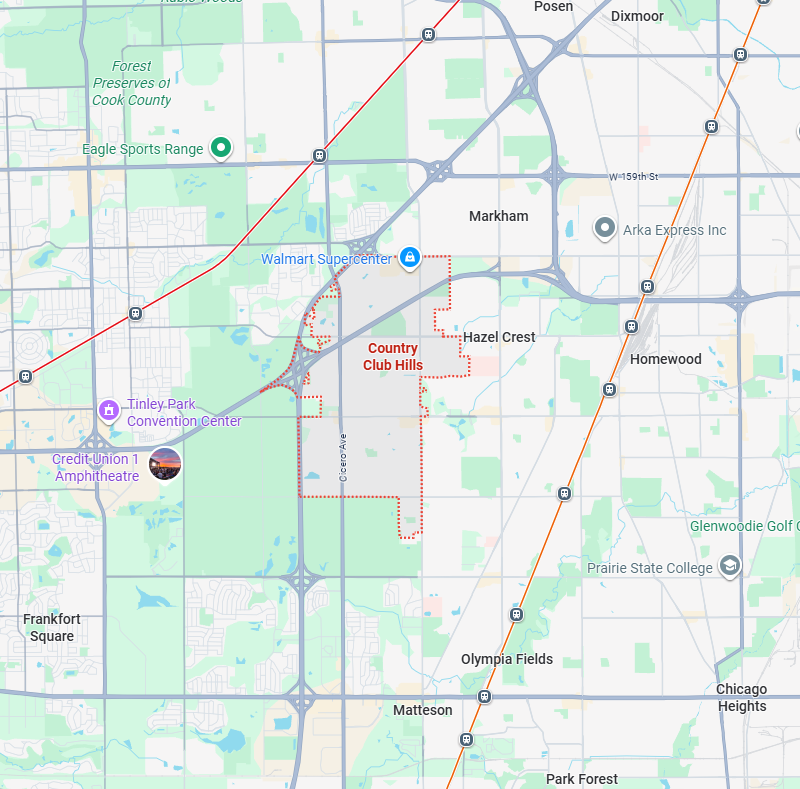 Posen
Dixmoor
Forest
Preserves of
Cook County
Eagle Sports Range
W 159th St
Markham
Arka Express Inc
Walmart Supercenter
Hazel Crest
Country
Club Hills
Homewood
Tinley Park
Convention Center
Cicero Ave
Credit Union 1
Amphitheatre
Glenwoodie Golf C
Prairie State College
Frankfort
Square
Olympia Fields
Chicago
Heights
Matteson
Park Forest